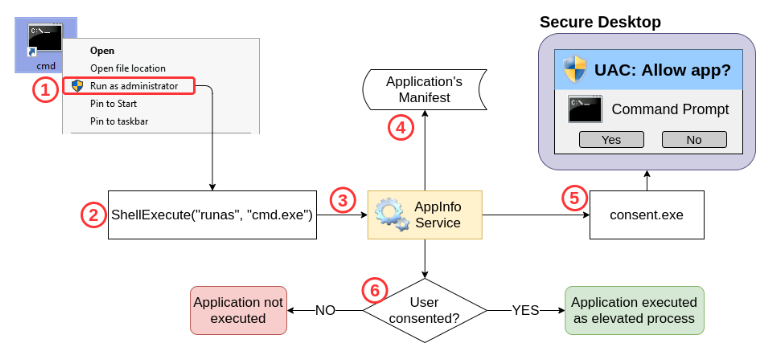 Secure Desktop
C:\
cmd
Open
Open file location
Run as administrator
Pin to Start
Pin to taskbar
1
UAC: Allow app?
Command Prompt
Yes
No
Application's
Manifest
4
2
ShellExecute("runas", "cmd.exe")
3
AppInfo
Service
5
consent.exe
6
User
consented?
NO
Application not
executed
YES
Application executed
as elevated process